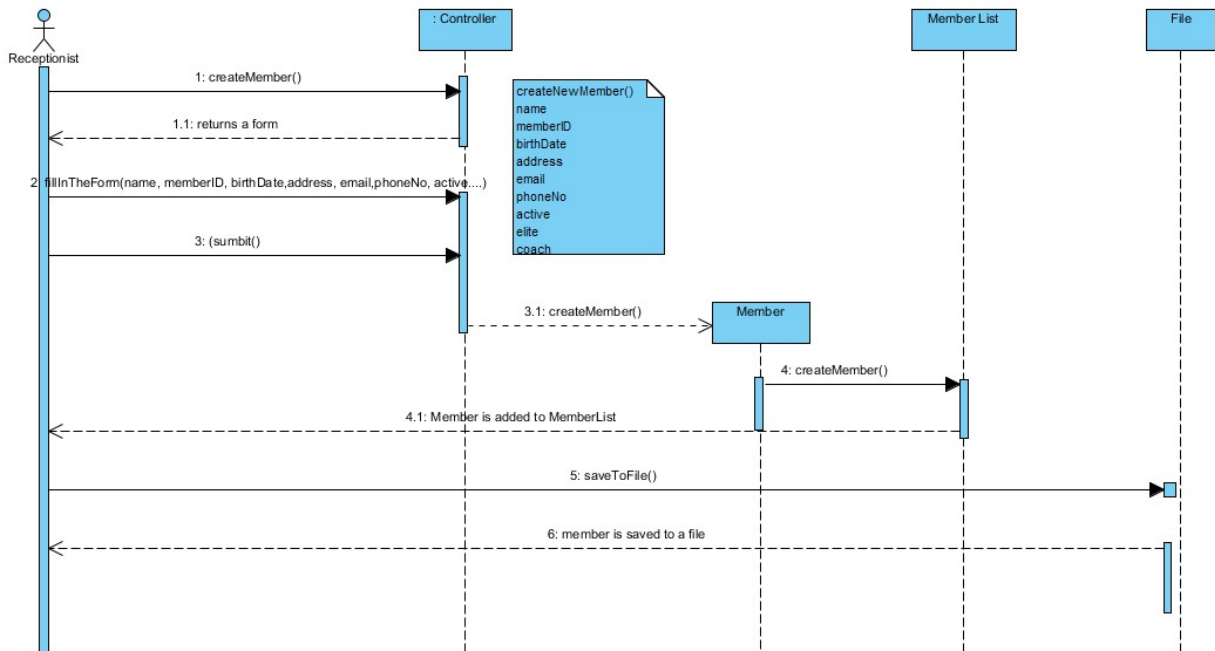 : Controller
Member List
File
Receptionist
1: createMember()
createNewMember()
name
memberID
birthDate
address
email
phoneNo
active
elite
coach
1.1: returns a form
2: fillInTheForm(name, memberID, birthDate,address, email,phoneNo, active....)
3: (sumbit()
3.1: createMember()
Member
4: createMember()
4.1: Member is added to MemberList
5: saveToFile()
6: member is saved to a file